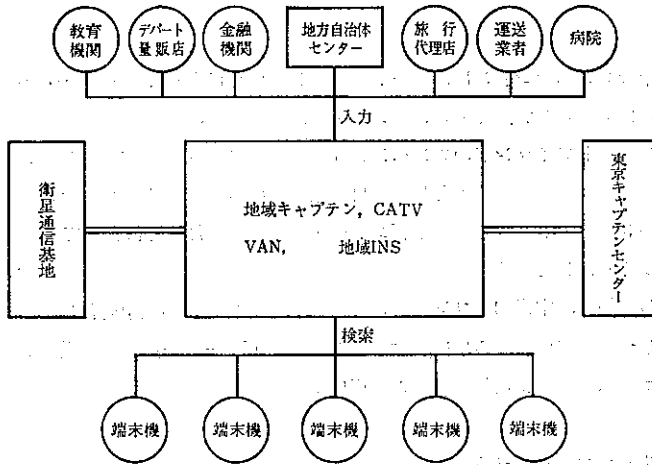 教育
機関
デパート
量販店
金融
機関
地方自治体
センター
旅行
代理店
運送
業者
病院
入力
衛星通信基地
地域キャプテン，CATV
VAN，　地域INS
東京キャプテンセンター
検索
端末機
端末機
端末機
端末機
端末機